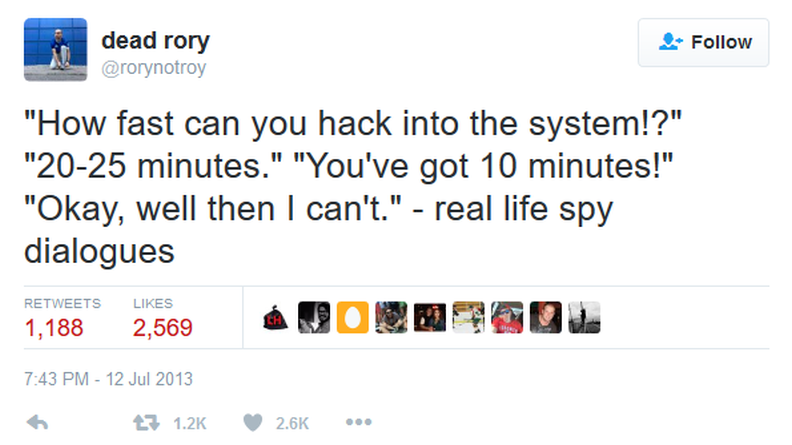 dead rory
@rorynotroy
Follow
"How fast can you hack into the system!?"
"20-25 minutes." "You've got 10 minutes!"
"Okay, well then I can't." - real life spy
dialogues
RETWEETS LIKES
1,188 2,569
7:43 PM - 12 Jul 2013
1.2K 2.6K